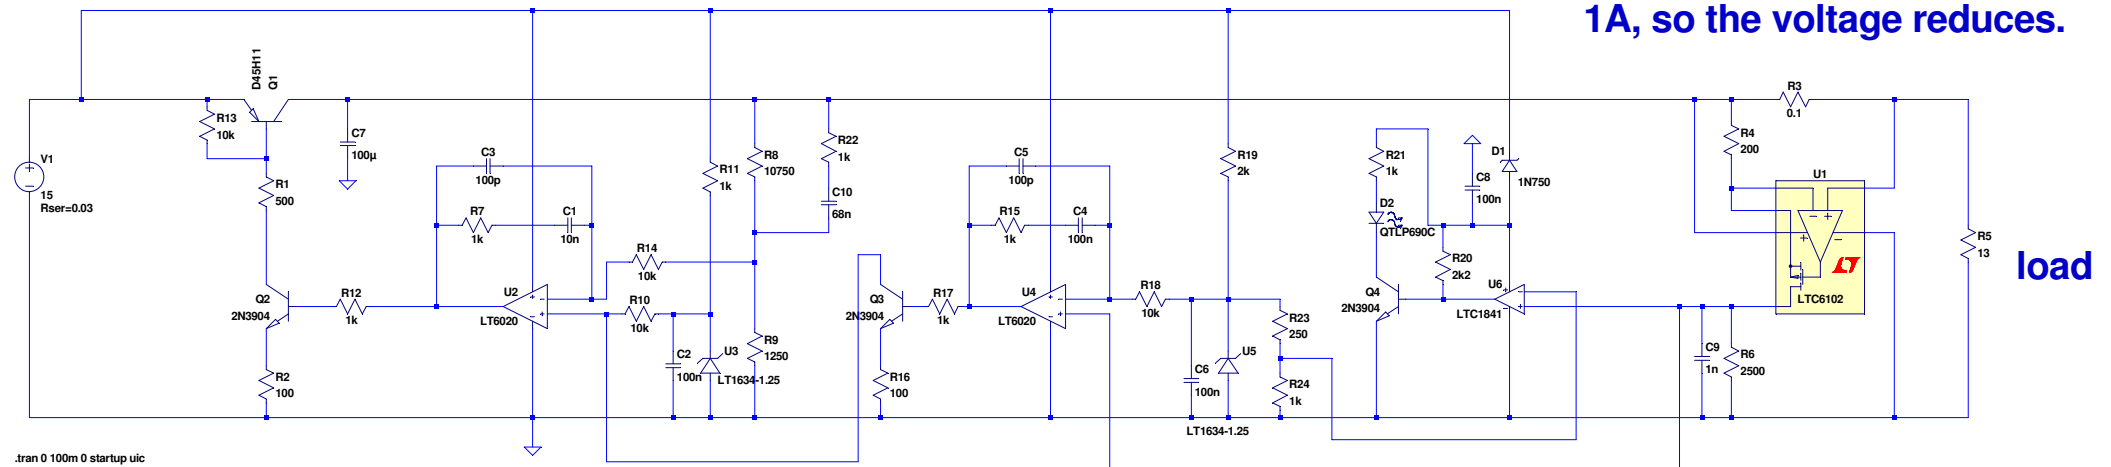 1A, so the voltage reduces.
D45H11
Q1
R13
10k
V1
15
Rser=0.03
R1
500
C7
100µ
C3
100p
R7
1k
C1
10n
R11
1k
R8
10750
R22
1k
C10
68n
R14
10k
R10
10k
Q2
2N3904
R12
1k
U2
LT6020
R2
100
C2
100n
U3
LT1634-1.25
R9
1250
C5
100p
R15
1k
C4
100n
R19
2k
Q3
2N3904
R17
1k
U4
LT6020
R18
10k
R16
100
C6
100n
U5
LT1634-1.25
R23
250
R24
1k
R21
1k
D2
QTLP690C
C8
100n
D1
1N750
R20
2k2
Q4
2N3904
U6
LTC1841
R3
0.1
R4
200
U1
LTC6102
C9
1n
R6
2500
R5
13
load
.tran 0 100m 0 startup uic